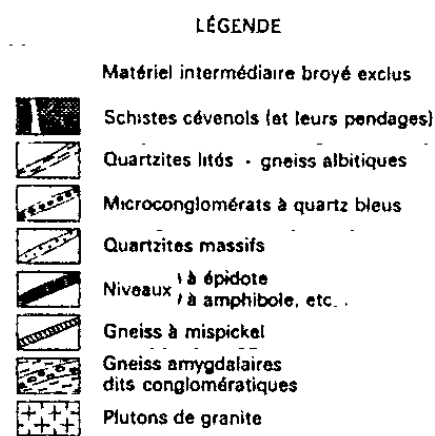 LÉGENDE
Matériel intermédiaire broyé exclus
Schistes cévenols (et leurs pendages)
Quartzites lités - gneiss albitiques
Microconglomérats à quartz bleus
Quartzites massifs
Niveaux à épidote
à amphibole, etc...
Gneiss à mispickel
Gneiss amygdalaires
dits conglomératiques
Plutons de granite